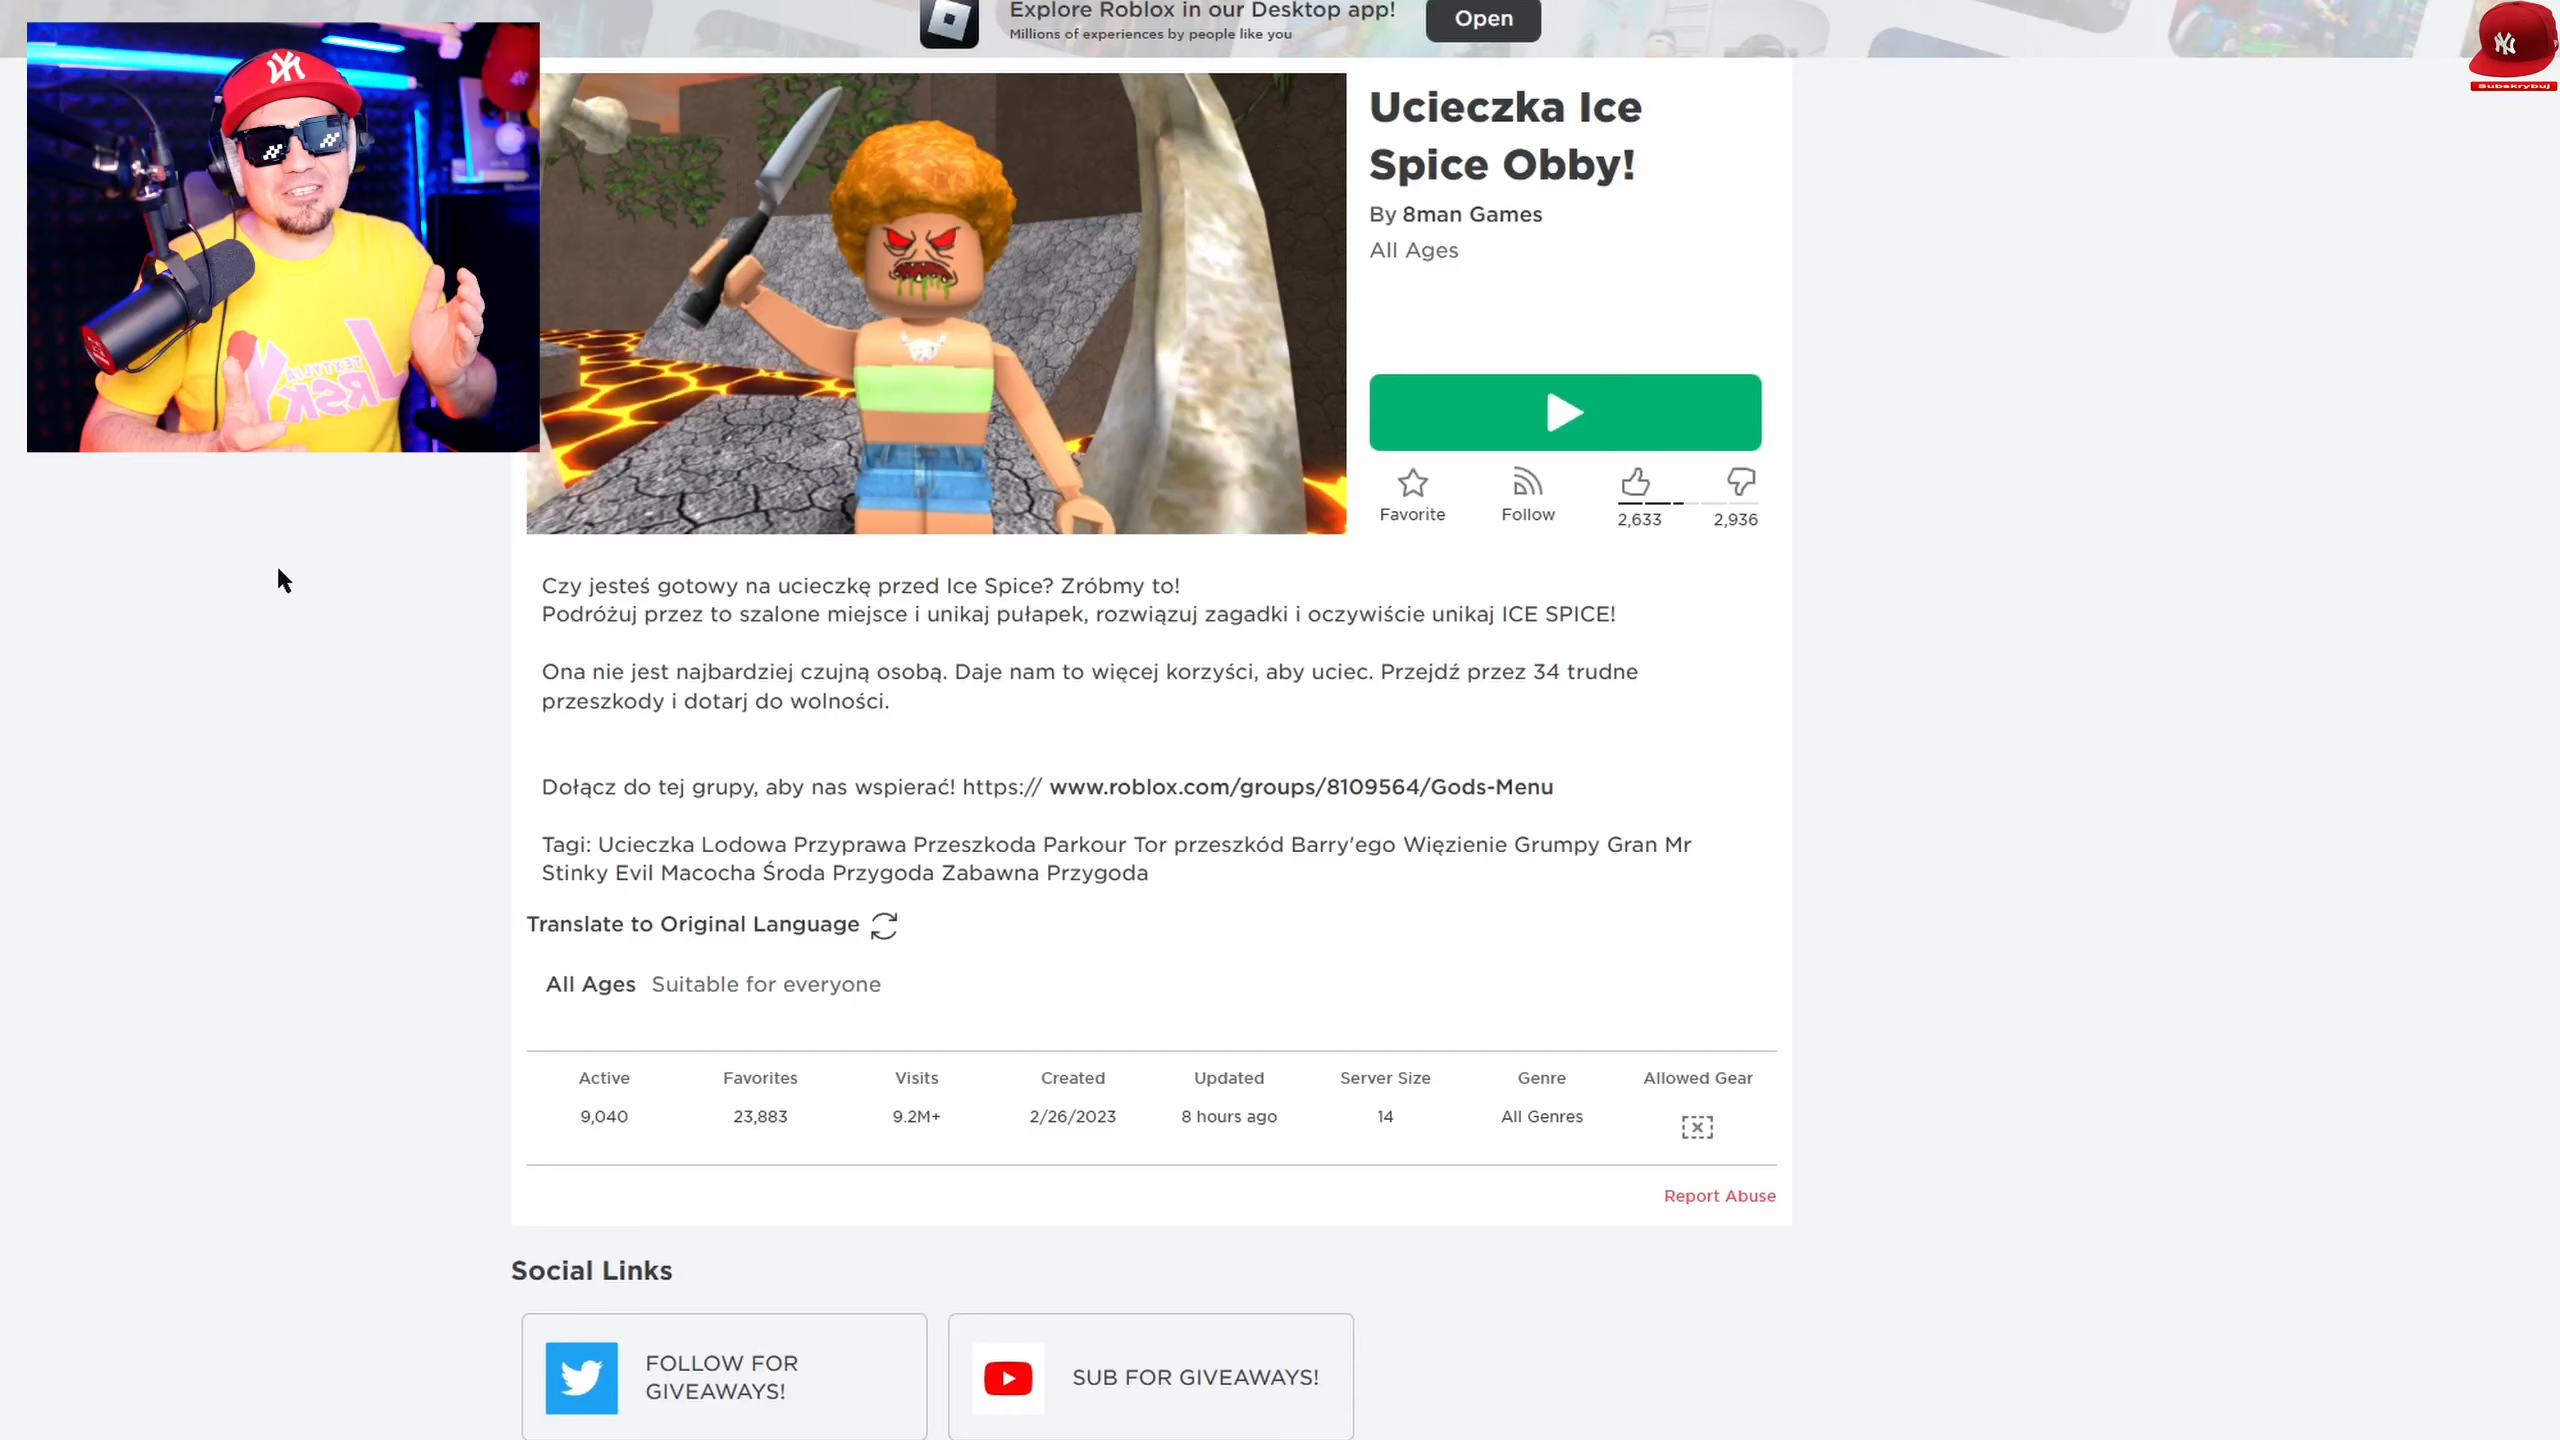 Explore Roblox in our Desktop app!
Millions of experiences by people like you
Open
NY
Subskrybuj
NY
TEXTYLIA
JRSK
Ucieczka Ice
Spice Obby!
By 8man Games
All Ages
Favorite
Follow
2,633
2,936
Czy jesteś gotowy na ucieczkę przed Ice Spice? Zróbmy to!
Podróżuj przez to szalone miejsce i unikaj pułapek, rozwiązuj zagadki i oczywiście unikaj ICE SPICE!
Ona nie jest najbardziej czujną osobą. Daje nam to więcej korzyści, aby uciec. Przejdź przez 34 trudne
przeszkody i dotarj do wolności.
Dołącz do tej grupy, aby nas wspierać! https:// www.roblox.com/groups/8109564/Gods-Menu
Tagi: Ucieczka Lodowa Przyprawa Przeszkoda Parkour Tor przeszkód Barry'ego Więzienie Grumpy Gran Mr
Stinky Evil Macocha Środa Przygoda Zabawna Przygoda
Translate to Original Language
All Ages Suitable for everyone
Active Favorites Visits Created Updated Server Size Genre Allowed Gear
9,040 23,883 9.2M+ 2/26/2023 8 hours ago 14 All Genres
Report Abuse
Social Links
FOLLOW FOR
GIVEAWAYS!
SUB FOR GIVEAWAYS!